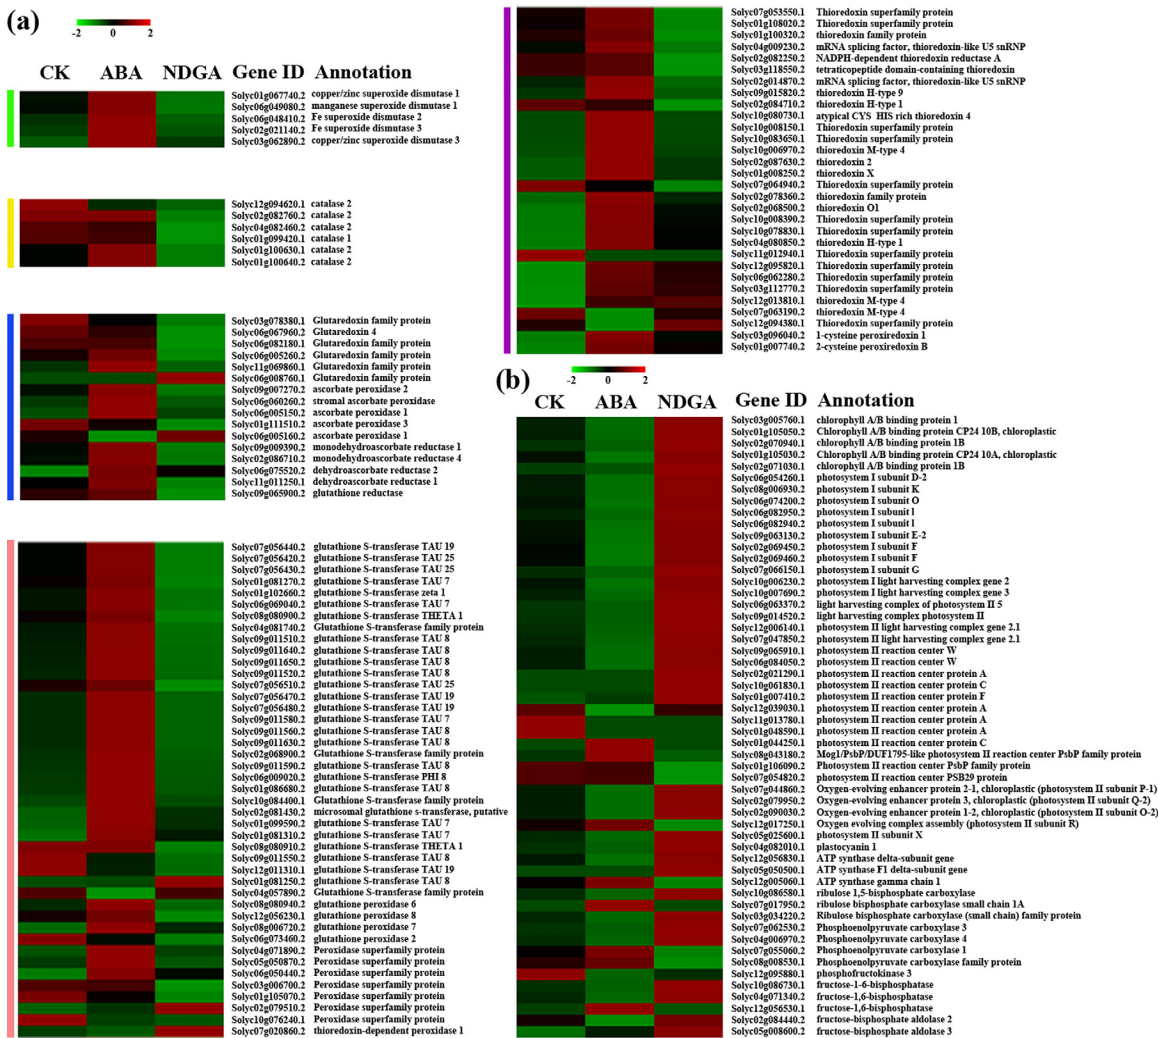 (a)
-2 0 2
CK ABA NDGA Gene ID Annotation
Solyc01g067740.2 copper/zinc superoxide dismutase 1
Solyc06g049080.2 manganese superoxide dismutase 1
Solyc06g048410.2 Fe superoxide dismutase 2
Solyc02g021140.2 Fe superoxide dismutase 3
Solyc03g062890.2 copper/zinc superoxide dismutase 3
Solyc12g094620.1 catalase 2
Solyc02g082760.2 catalase 2
Solyc04g082460.2 catalase 2
Solyc01g099420.1 catalase 1
Solyc01g100630.1 catalase 2
Solyc01g100640.2 catalase 2
Solyc03g078380.1 Glutaredoxin family protein
Solyc06g067960.2 Glutaredoxin 4
Solyc06g082180.1 Glutaredoxin family protein
Solyc06g005260.2 Glutaredoxin family protein
Solyc11g069860.1 Glutaredoxin family protein
Solyc06g008760.1 Glutaredoxin family protein
Solyc09g007270.2 ascorbate peroxidase 2
Solyc06g060260.2 stromal ascorbate peroxidase
Solyc06g005150.2 ascorbate peroxidase 1
Solyc01g111510.2 ascorbate peroxidase 3
Solyc06g005160.2 ascorbate peroxidase 1
Solyc09g009390.2 monodehydroascorbate reductase 1
Solyc02g086710.2 monodehydroascorbate reductase 4
Solyc06g075520.2 dehydroascorbate reductase 2
Solyc11g011250.1 dehydroascorbate reductase 1
Solyc09g065900.2 glutathione reductase
Solyc07g056440.2 glutathione S-transferase TAU 19
Solyc07g056420.2 glutathione S-transferase TAU 25
Solyc07g056430.2 glutathione S-transferase TAU 25
Solyc01g081270.2 glutathione S-transferase TAU 7
Solyc01g102660.2 glutathione S-transferase zeta 1
Solyc06g069040.2 glutathione S-transferase TAU 7
Solyc08g080900.2 glutathione S-transferase THETA 1
Solyc04g081740.2 Glutathione S-transferase family protein
Solyc09g011510.2 glutathione S-transferase TAU 8
Solyc09g011640.2 glutathione S-transferase TAU 8
Solyc09g011650.2 glutathione S-transferase TAU 8
Solyc09g011520.2 glutathione S-transferase TAU 8
Solyc07g056510.2 glutathione S-transferase TAU 25
Solyc07g056470.2 glutathione S-transferase TAU 19
Solyc07g056480.2 glutathione S-transferase TAU 19
Solyc09g011580.2 glutathione S-transferase TAU 7
Solyc09g011560.2 glutathione S-transferase TAU 8
Solyc09g011630.2 glutathione S-transferase TAU 8
Solyc02g068900.2 Glutathione S-transferase family protein
Solyc09g011590.2 glutathione S-transferase TAU 8
Solyc06g009020.2 glutathione S-transferase PHI 8
Solyc01g086680.2 glutathione S-transferase TAU 8
Solyc10g084400.1 Glutathione S-transferase family protein
Solyc02g081430.2 microsomal glutathione s-transferase, putative
Solyc01g099590.2 glutathione S-transferase TAU 7
Solyc01g081310.2 glutathione S-transferase TAU 7
Solyc08g080910.2 glutathione S-transferase THETA 1
Solyc09g011550.2 glutathione S-transferase TAU 8
Solyc12g011310.1 glutathione S-transferase TAU 19
Solyc01g081250.2 glutathione S-transferase TAU 8
Solyc04g057890.2 Glutathione S-transferase family protein
Solyc08g080940.2 glutathione peroxidase 6
Solyc12g056230.1 glutathione peroxidase 8
Solyc08g006720.2 glutathione peroxidase 7
Solyc06g073460.2 glutathione peroxidase 2
Solyc04g071890.2 Peroxidase superfamily protein
Solyc05g050870.2 Peroxidase superfamily protein
Solyc06g050440.2 Peroxidase superfamily protein
Solyc03g006700.2 Peroxidase superfamily protein
Solyc01g105070.2 Peroxidase superfamily protein
Solyc02g079510.2 Peroxidase superfamily protein
Solyc10g076240.1 Peroxidase superfamily protein
Solyc07g020860.2 thioredoxin-dependent peroxidase 1
Solyc07g053550.1 Thioredoxin superfamily protein
Solyc01g108020.2 Thioredoxin superfamily protein
Solyc01g100320.2 thioredoxin family protein
Solyc04g009230.2 mRNA splicing factor, thioredoxin-like U5 snRNP
Solyc02g082250.2 NADPH-dependent thioredoxin reductase A
Solyc03g118550.2 tetratricopeptide domain-containing thioredoxin
Solyc02g014870.2 mRNA splicing factor, thioredoxin-like U5 snRNP
Solyc09g015820.2 thioredoxin H-type 9
Solyc02g084710.2 thioredoxin H-type 1
Solyc10g080730.1 atypical CYS HIS rich thioredoxin 4
Solyc10g008150.1 Thioredoxin superfamily protein
Solyc10g083650.1 Thioredoxin superfamily protein
Solyc10g006970.2 thioredoxin M-type 4
Solyc02g087630.2 thioredoxin 2
Solyc01g008250.2 thioredoxin X
Solyc07g064940.2 Thioredoxin superfamily protein
Solyc02g078360.2 thioredoxin family protein
Solyc02g068500.2 thioredoxin O1
Solyc10g008390.2 Thioredoxin superfamily protein
Solyc10g078830.1 Thioredoxin superfamily protein
Solyc04g080850.2 thioredoxin H-type 1
Solyc11g012940.1 Thioredoxin superfamily protein
Solyc12g095820.1 Thioredoxin superfamily protein
Solyc06g062280.2 Thioredoxin superfamily protein
Solyc03g112770.2 Thioredoxin superfamily protein
Solyc12g013810.1 thioredoxin M-type 4
Solyc07g063190.2 thioredoxin M-type 4
Solyc12g094380.1 Thioredoxin superfamily protein
Solyc03g096040.2 1-cysteine peroxiredoxin 1
Solyc01g007740.2 2-cysteine peroxiredoxin B
(b)
-2 0 2
CK ABA NDGA Gene ID Annotation
Solyc03g005760.1 chlorophyll A/B binding protein 1
Solyc01g105050.2 Chlorophyll A/B binding protein CP24 10B, chloroplastic
Solyc02g070940.1 chlorophyll A/B binding protein 1B
Solyc01g105030.2 Chlorophyll A/B binding protein CP24 10A, chloroplastic
Solyc02g071030.1 chlorophyll A/B binding protein 1B
Solyc06g054260.1 photosystem I subunit D-2
Solyc08g006930.2 photosystem I subunit K
Solyc06g074200.2 photosystem I subunit O
Solyc06g082950.2 photosystem I subunit l
Solyc06g082940.2 photosystem I subunit l
Solyc09g063130.2 photosystem I subunit E-2
Solyc02g069450.2 photosystem I subunit F
Solyc02g069460.2 photosystem I subunit F
Solyc07g066150.1 photosystem I subunit G
Solyc10g006230.2 photosystem I light harvesting complex gene 2
Solyc10g007690.2 photosystem I light harvesting complex gene 3
Solyc06g063370.2 light harvesting complex of photosystem II 5
Solyc09g014520.2 light harvesting complex photosystem II
Solyc12g006140.1 photosystem II light harvesting complex gene 2.1
Solyc07g047850.2 photosystem II light harvesting complex gene 2.1
Solyc09g065910.1 photosystem II reaction center W
Solyc06g084050.2 photosystem II reaction center W
Solyc02g021290.1 photosystem II reaction center protein A
Solyc10g061830.1 photosystem II reaction center protein C
Solyc01g007410.2 photosystem II reaction center protein F
Solyc12g039030.1 photosystem II reaction center protein A
Solyc11g013780.1 photosystem II reaction center protein A
Solyc01g048590.1 photosystem II reaction center protein A
Solyc01g044250.1 photosystem II reaction center protein C
Solyc08g043180.2 Mog1/PsbP/DUF1795-like photosystem II reaction center PsbP family protein
Solyc01g106090.2 Photosystem II reaction center PsbP family protein
Solyc07g054820.2 photosystem II reaction center PSB29 protein
Solyc07g044860.2 Oxygen-evolving enhancer protein 2-1, chloroplastic (photosystem II subunit P-1)
Solyc02g079950.2 Oxygen-evolving enhancer protein 3, chloroplastic (photosystem II subunit Q-2)
Solyc02g090030.2 Oxygen-evolving enhancer protein 1-2, chloroplastic (photosystem II subunit O-2)
Solyc12g017250.1 Oxygen evolving complex assembly (photosystem II subunit R)
Solyc05g025600.1 photosystem II subunit X
Solyc04g082010.1 plastocyanin 1
Solyc12g056830.1 ATP synthase delta-subunit gene
Solyc05g050500.1 ATP synthase F1 delta-subunit gene
Solyc12g005060.1 ATP synthase gamma chain 1
Solyc10g086580.1 ribulose 1,5-bisphosphate carboxylase
Solyc07g017950.2 ribulose bisphosphate carboxylase small chain 1A
Solyc03g034220.2 Ribulose bisphosphate carboxylase (small chain) family protein
Solyc07g062530.2 Phosphoenolpyruvate carboxylase 3
Solyc04g006970.2 Phosphoenolpyruvate carboxylase 4
Solyc07g055060.2 Phosphoenolpyruvate carboxylase 1
Solyc08g008530.1 Phosphoenolpyruvate carboxylase family protein
Solyc12g095880.1 phosphofructokinase 3
Solyc10g086730.1 fructose-1-6-bisphosphatase
Solyc04g071340.2 fructose-1,6-bisphosphatase
Solyc12g056530.1 fructose-1,6-bisphosphatase
Solyc02g084440.2 fructose-bisphosphate aldolase 2
Solyc05g008600.2 fructose-bisphosphate aldolase 3